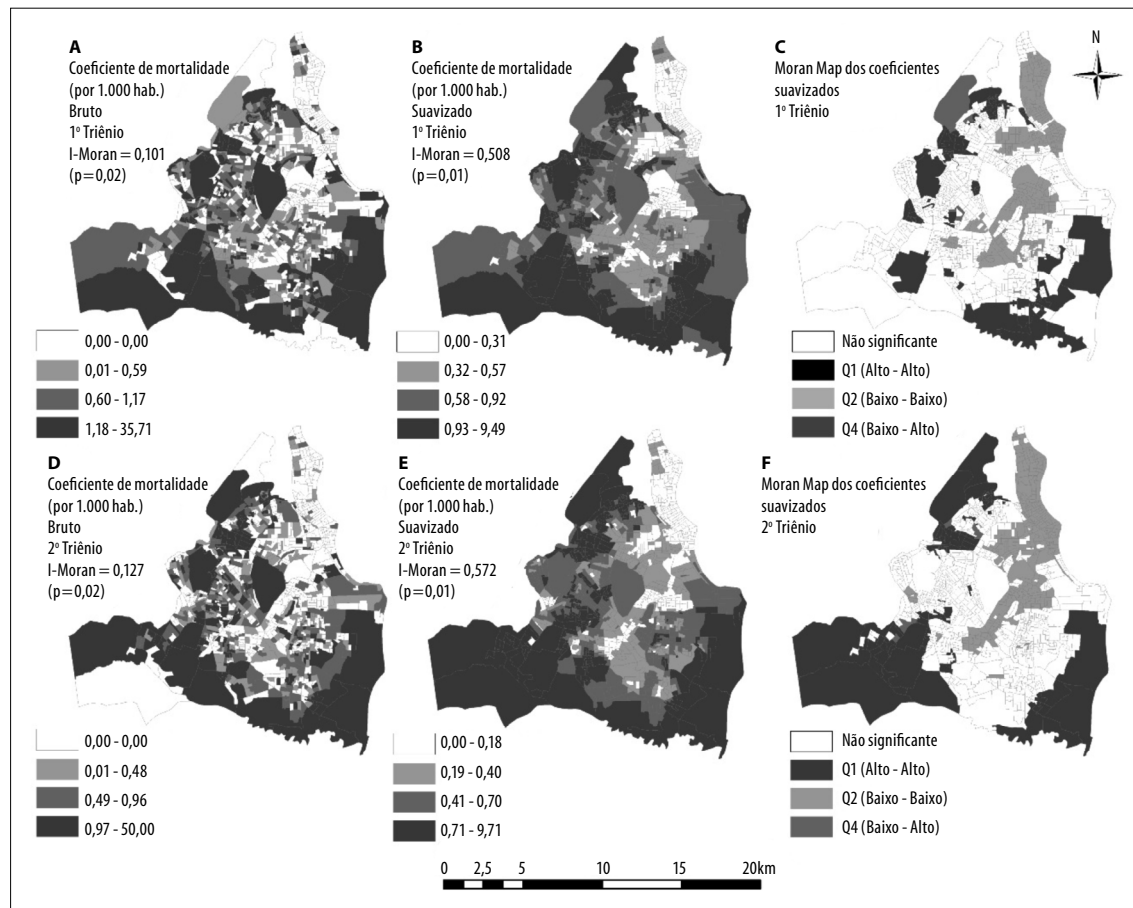 A
Coeficiente de mortalidade
(por 1.000 hab.)
Bruto
1º Triênio
I-Moran = 0,101
(p=0,02)
0,00 - 0,00
0,01 - 0,59
0,60 - 1,17
1,18 - 35,71
B
Coeficiente de mortalidade
(por 1.000 hab.)
Suavizado
1º Triênio
I-Moran = 0,508
(p=0,01)
0,00 - 0,31
0,32 - 0,57
0,58 - 0,92
0,93 - 9,49
C
Moran Map dos coeficientes
suavizados
1º Triênio
N
Não significante
Q1 (Alto - Alto)
Q2 (Baixo - Baixo)
Q4 (Baixo - Alto)
D
Coeficiente de mortalidade
(por 1.000 hab.)
Bruto
2º Triênio
I-Moran = 0,127
(p=0,02)
0,00 - 0,00
0,01 - 0,48
0,49 - 0,96
0,97 - 50,00
E
Coeficiente de mortalidade
(por 1.000 hab.)
Suavizado
2º Triênio
I-Moran = 0,572
(p=0,01)
0,00 - 0,18
0,19 - 0,40
0,41 - 0,70
0,71 - 9,71
F
Moran Map dos coeficientes
suavizados
2º Triênio
Não significante
Q1 (Alto - Alto)
Q2 (Baixo - Baixo)
Q4 (Baixo - Alto)
0 2,5 5 10 15 20km